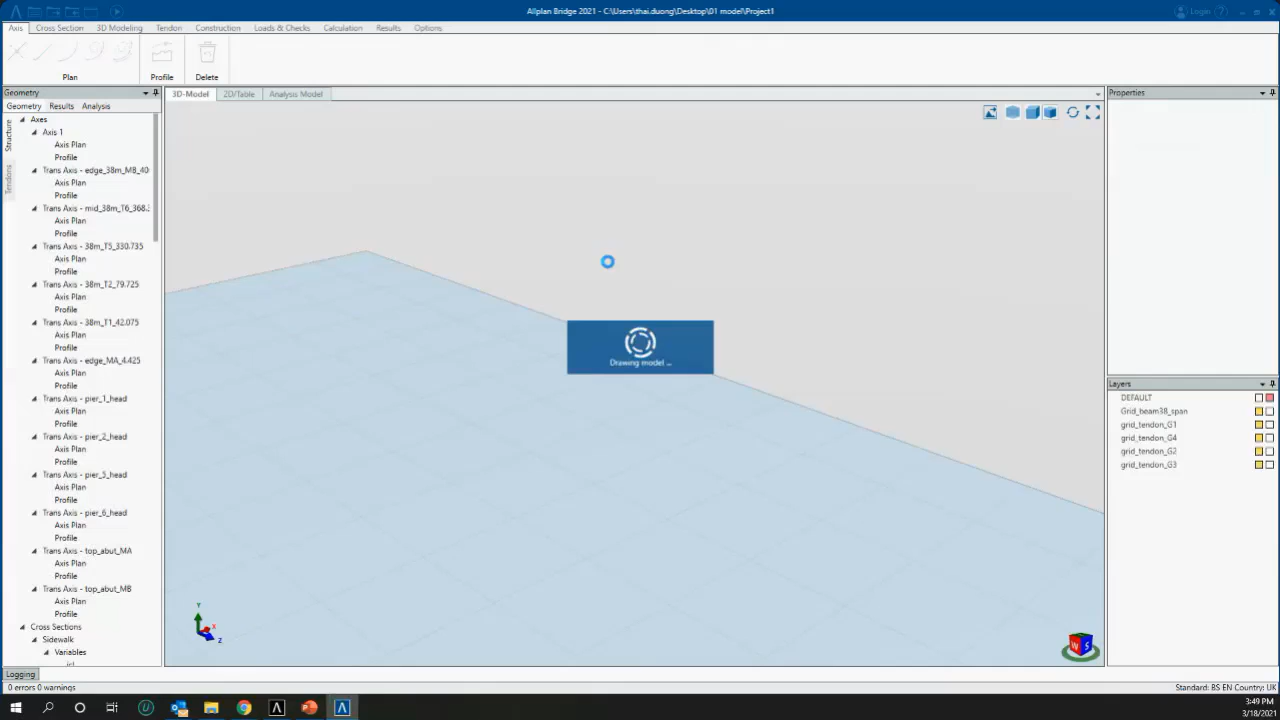 Allplan Bridge 2021 - C:\Users\thai.duong\Desktop\01 model\Project1
Login
Axis Cross Section 3D Modeling Tendon Construction Loads & Checks Calculation Results Options
Plan Profile Delete
Geometry
3D-Model 2D/Table Analysis Model
Properties
Geometry Results Analysis
Structure
Tendons
Axes
Axis 1
Axis Plan
Profile
Trans Axis - edge_38m_MB_40
Axis Plan
Profile
Trans Axis - mid_38m_T6_368.
Axis Plan
Profile
Trans Axis - 38m_T5_330.735
Axis Plan
Profile
Trans Axis - 38m_T2_79.725
Axis Plan
Profile
Trans Axis - 38m_T1_42.075
Axis Plan
Profile
Trans Axis - edge_MA_4.425
Axis Plan
Profile
Trans Axis - pier_1_head
Axis Plan
Profile
Trans Axis - pier_2_head
Axis Plan
Profile
Trans Axis - pier_5_head
Axis Plan
Profile
Trans Axis - pier_6_head
Axis Plan
Profile
Trans Axis - top_abut_MA
Axis Plan
Profile
Trans Axis - top_abut_MB
Axis Plan
Profile
Cross Sections
Sidewalk
Variables
Drawing model ...
Y
X
Z
W S
Layers
DEFAULT
Grid_beam38_span
grid_tendon_G1
grid_tendon_G4
grid_tendon_G2
grid_tendon_G3
Logging
0 errors 0 warnings
Standard: BS EN Country: UK
3:49 PM
3/18/2021